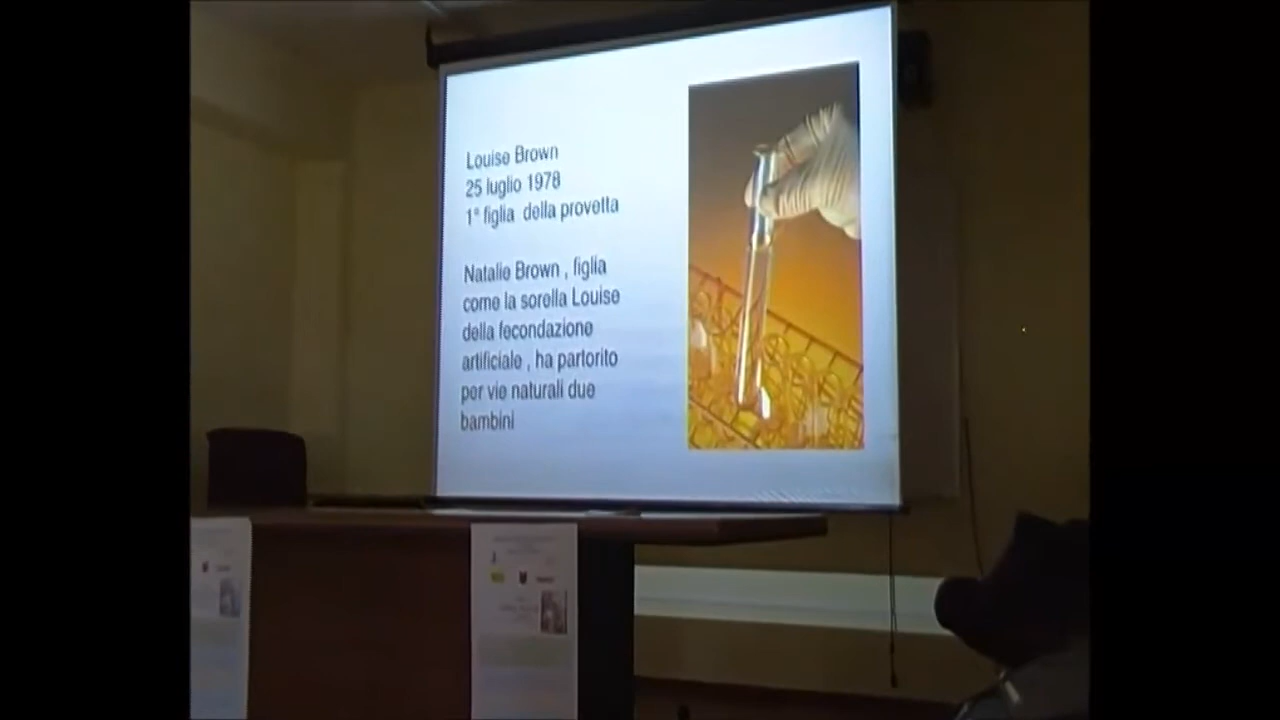 Louise Brown
25 luglio 1978
1° figlia della provetta
Natalie Brown , figlia
come la sorella Louise
della fecondazione
artificiale , ha partorito
per vie naturali due
bambini